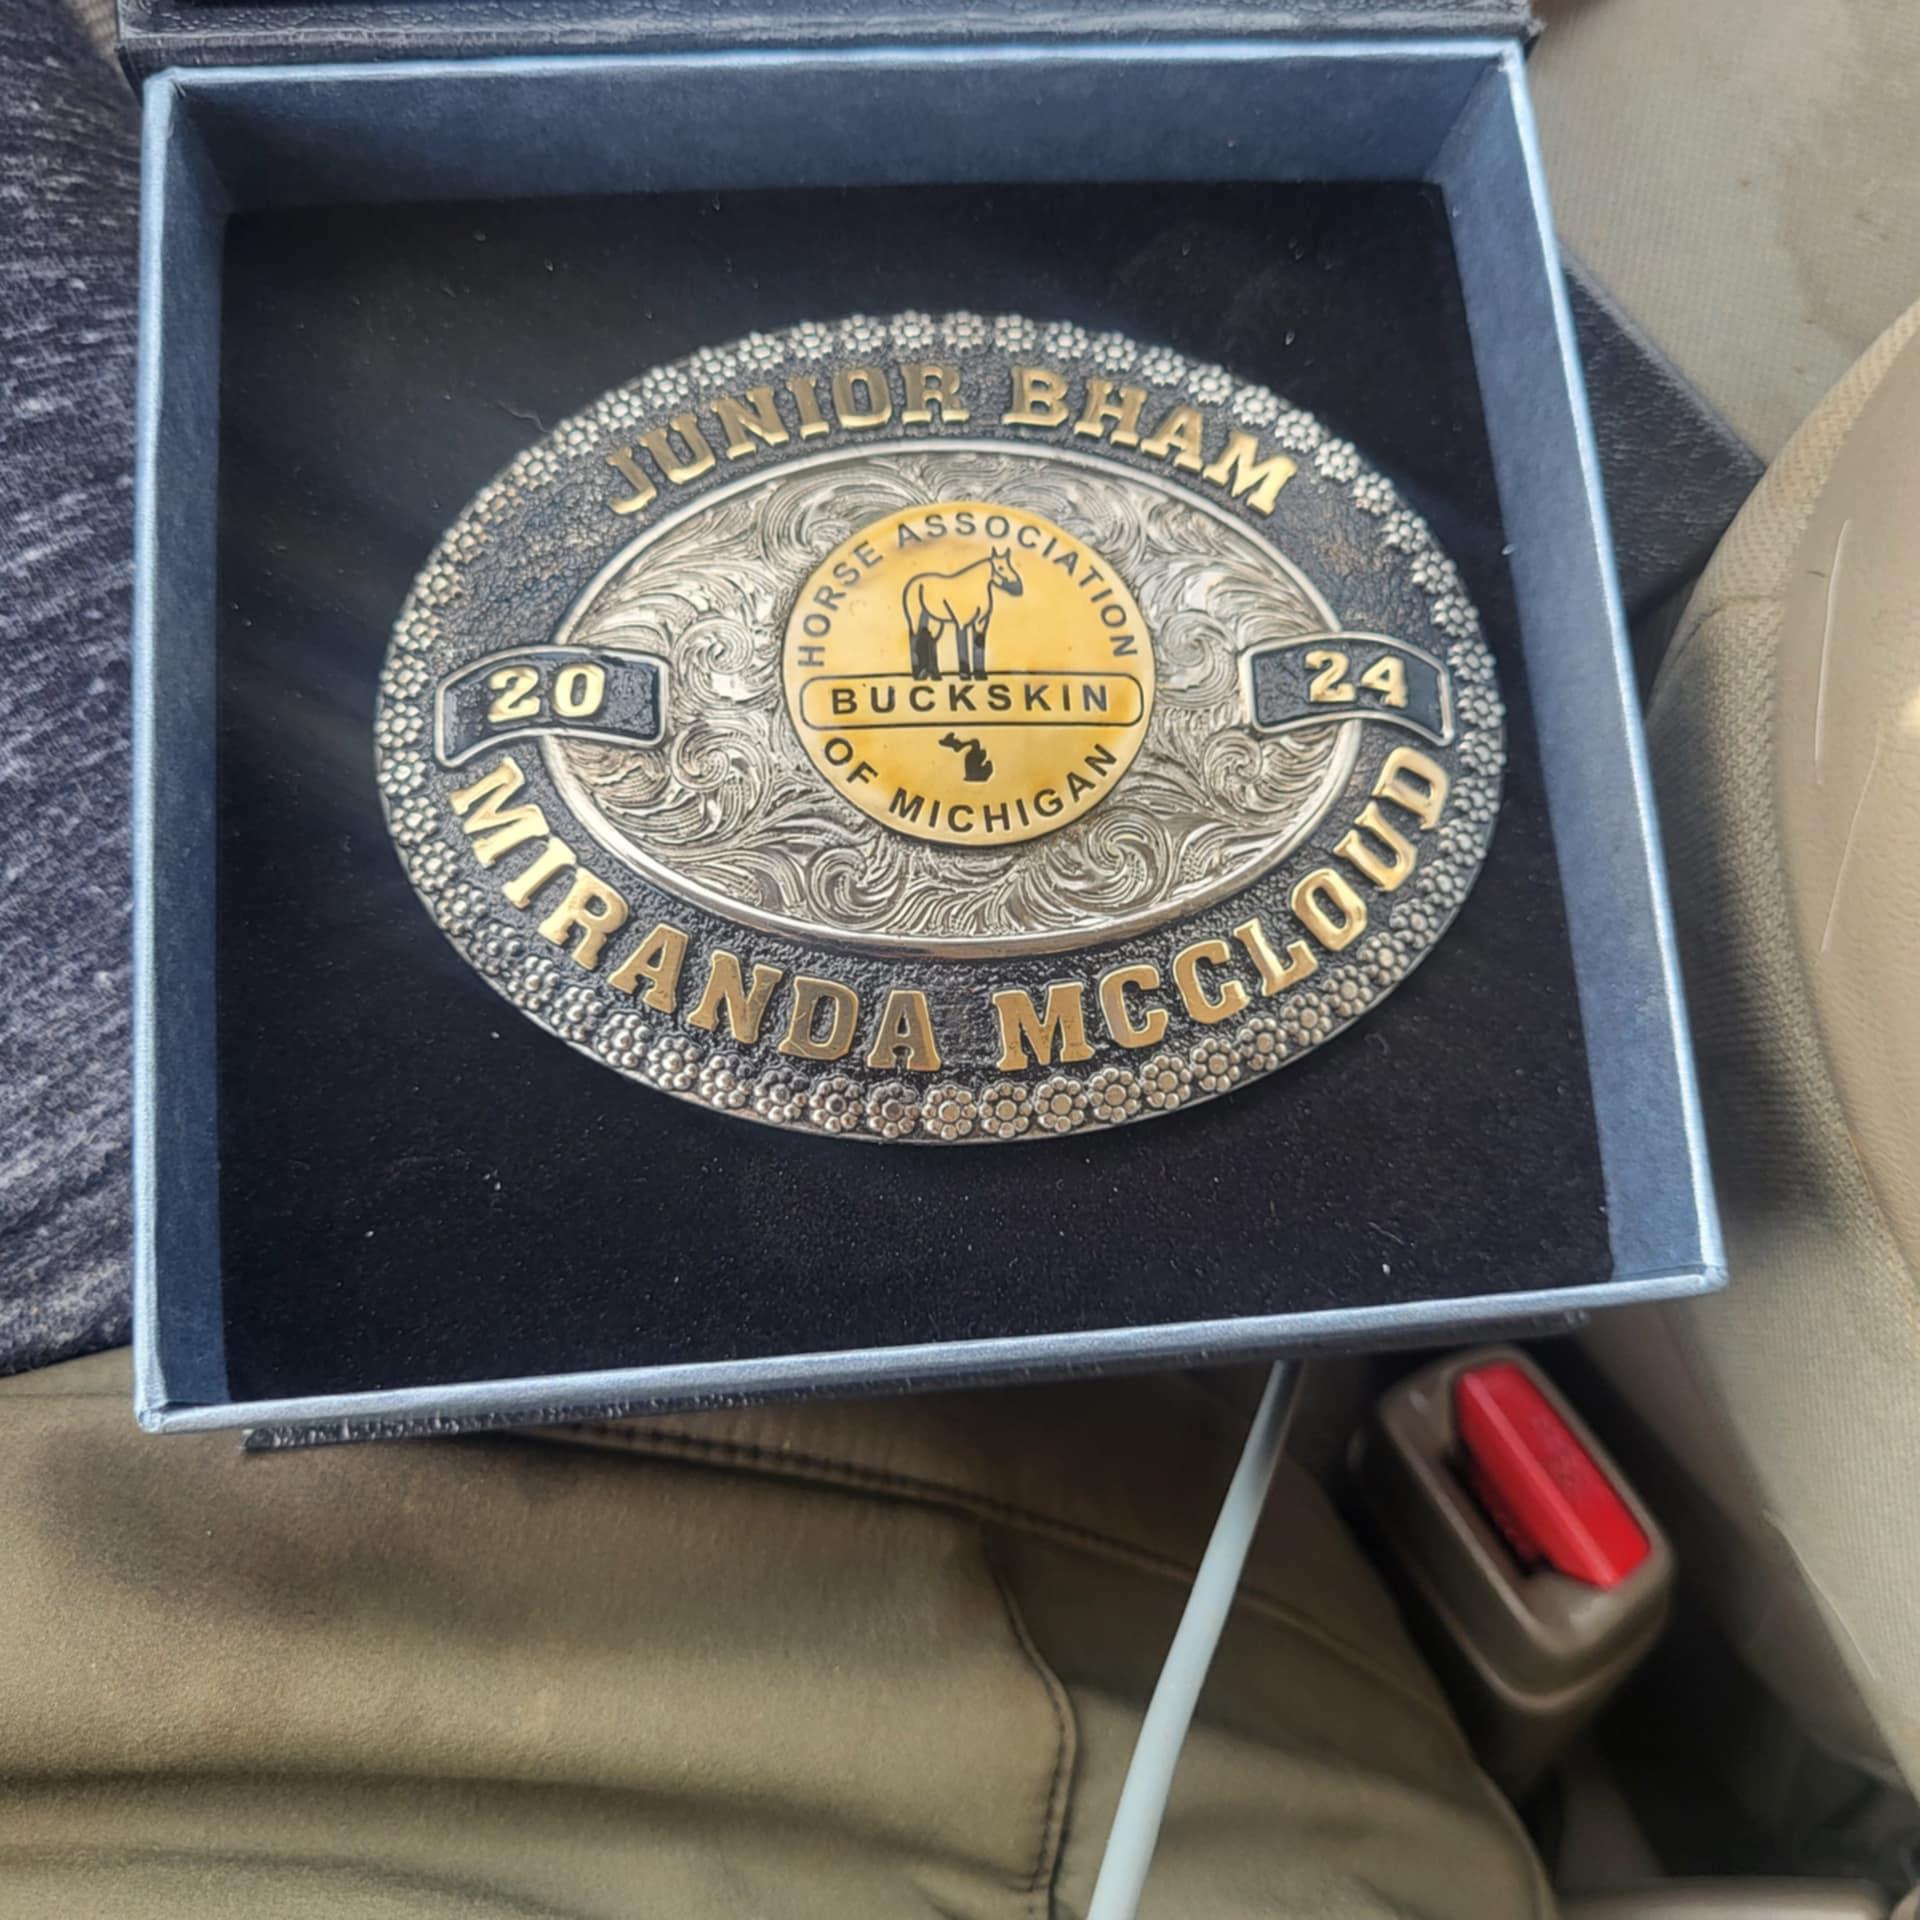 JUNIOR BHAM
HORSE ASSOCIATION
20
BUCKSKIN
24
OF MICHIGAN
MIRANDA MCCLOUD